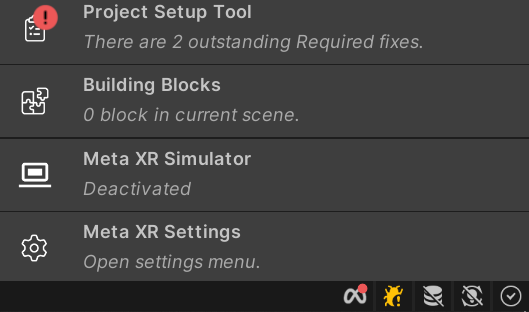 Project Setup Tool
There are 2 outstanding Required fixes.
Building Blocks
0 block in current scene.
Meta XR Simulator
Deactivated
Meta XR Settings
Open settings menu.